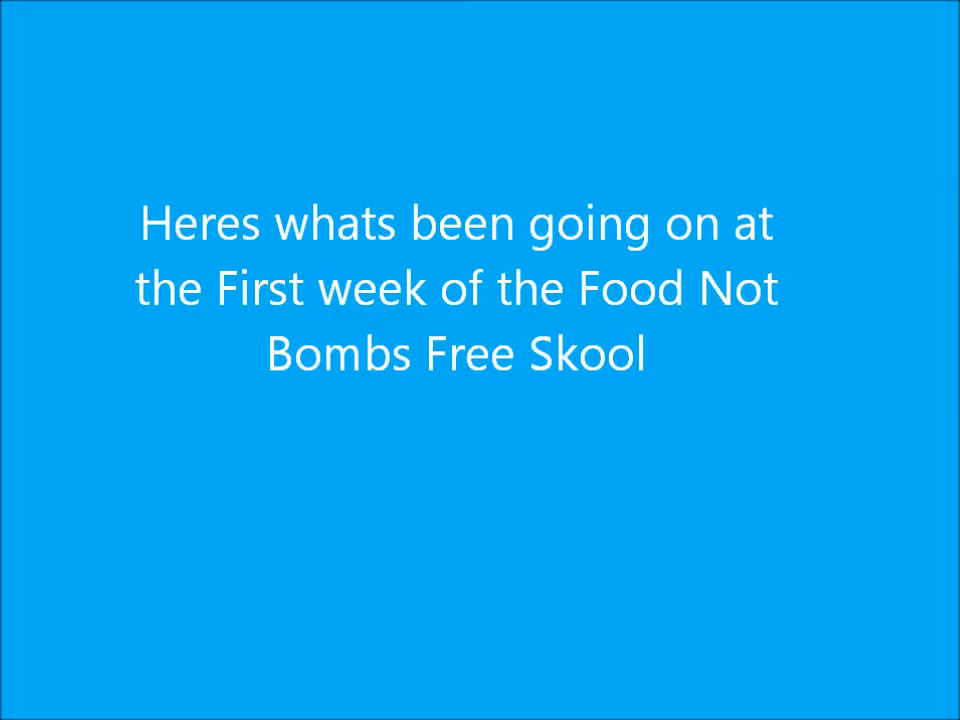 Heres whats been going on at
the First week of the Food Not
Bombs Free Skool